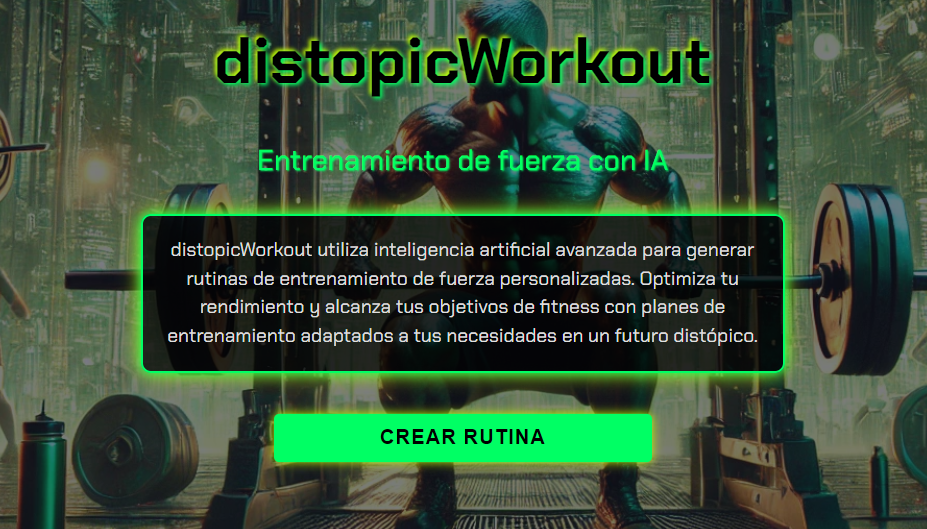 distopicWorkout
Entrenamiento de fuerza con IA
distopicWorkout utiliza inteligencia artificial avanzada para generar
rutinas de entrenamiento de fuerza personalizadas. Optimiza tu
rendimiento y alcanza tus objetivos de fitness con planes de
entrenamiento adaptados a tus necesidades en un futuro distópico.
CREAR RUTINA